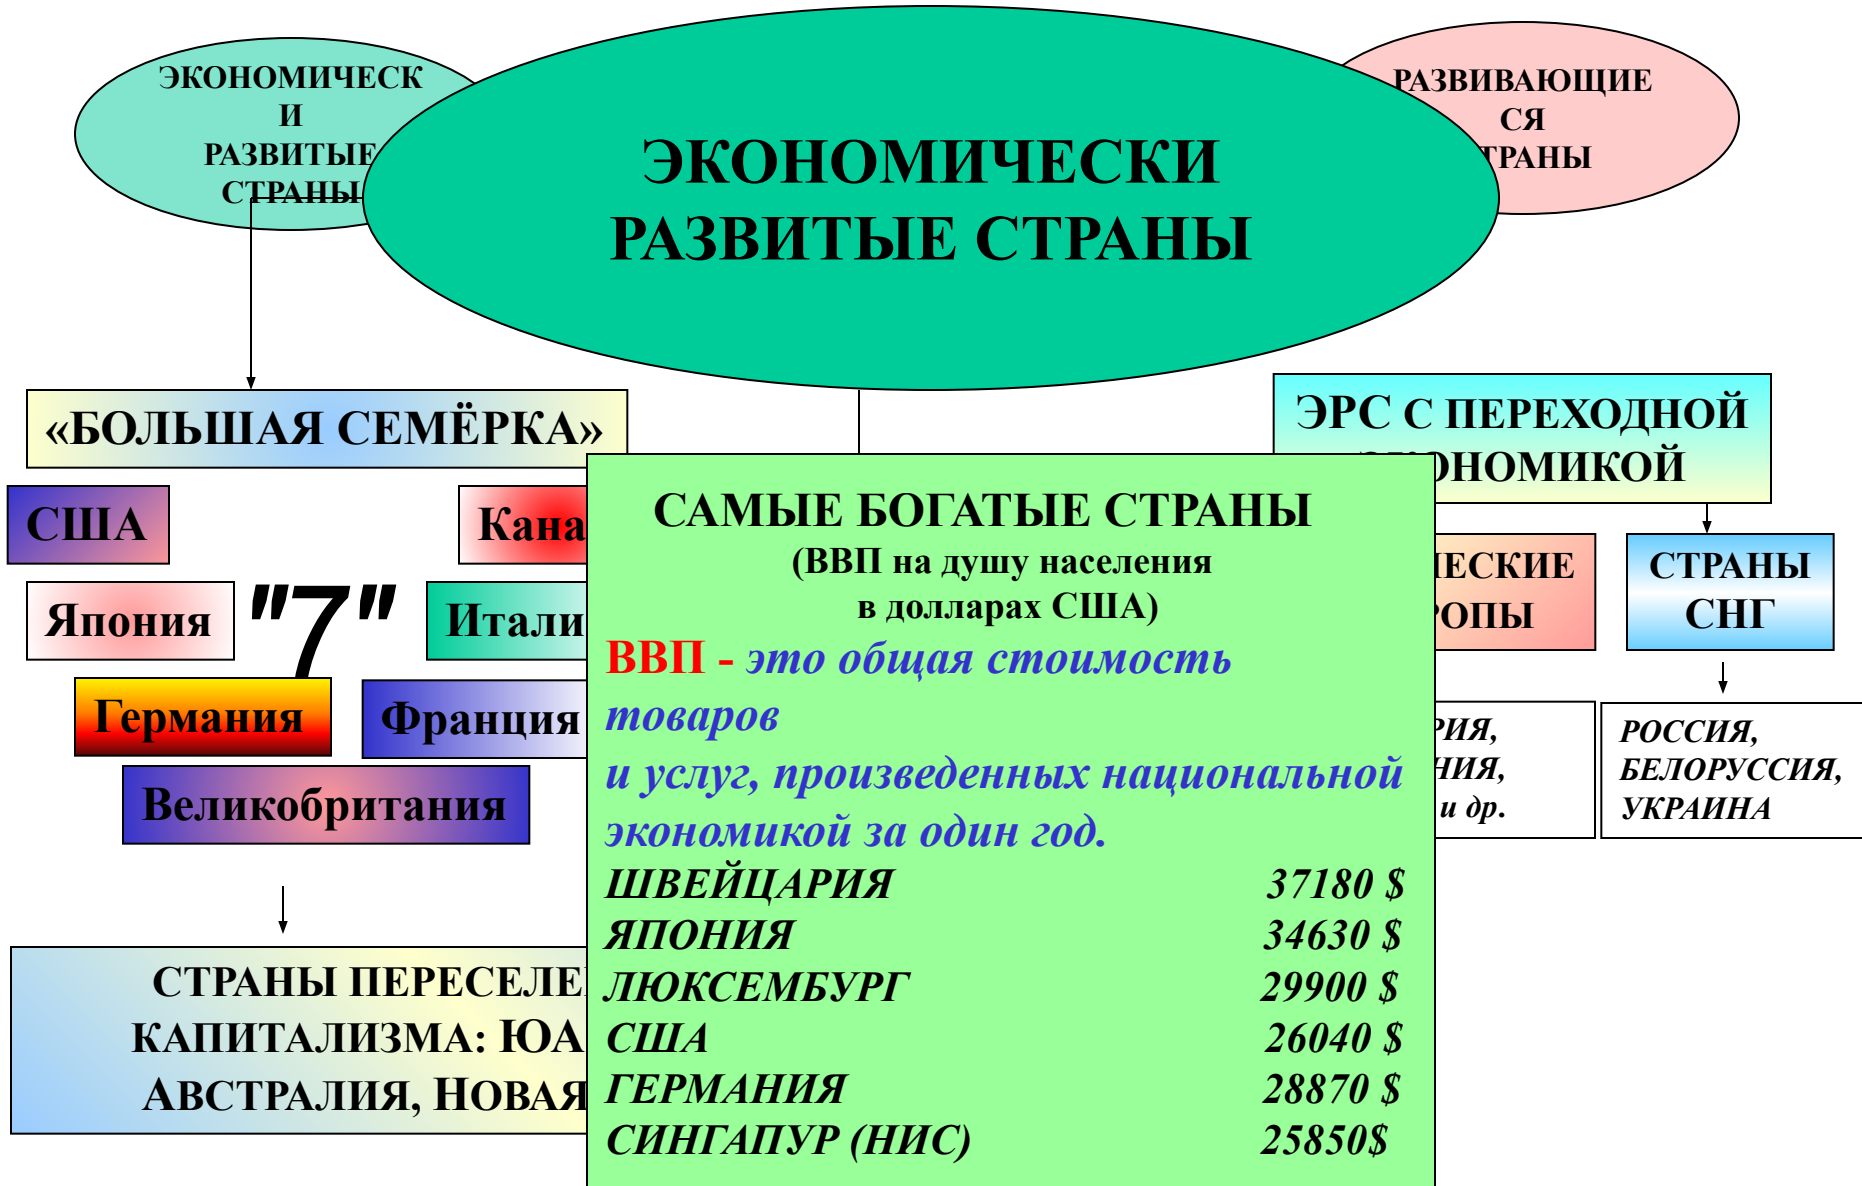 ЭКОНОМИЧЕСК
И
РАЗВИТЫЕ
СТРАНЫ
ЭКОНОМИЧЕСКИ
РАЗВИТЫЕ СТРАНЫ
РАЗВИВАЮЩИЕ
СЯ
ТРАНЫ
«БОЛЬШАЯ СЕМЁРКА»
США
Кана
Япония
"7"
Итали
Германия
Франция
Великобритания
СТРАНЫ ПЕРЕСЕЛЕ
КАПИТАЛИЗМА: ЮА
АВСТРАЛИЯ, НОВАЯ
САМЫЕ БОГАТЫЕ СТРАНЫ
(ВВП на душу населения
в долларах США)
ВВП - это общая стоимость
товаров
и услуг, произведенных национальной
экономикой за один год.
ШВЕЙЦАРИЯ 37180 $
ЯПОНИЯ 34630 $
ЛЮКСЕМБУРГ 29900 $
США 26040 $
ГЕРМАНИЯ 28870 $
СИНГАПУР (НИС) 25850$
ЭРС С ПЕРЕХОДНОЙ
ЭКОНОМИКОЙ
ЧЕСКИЕ
РОПЫ
СТРАНЫ
СНГ
РИЯ,
НИЯ,
и др.
РОССИЯ,
БЕЛОРУССИЯ,
УКРАИНА